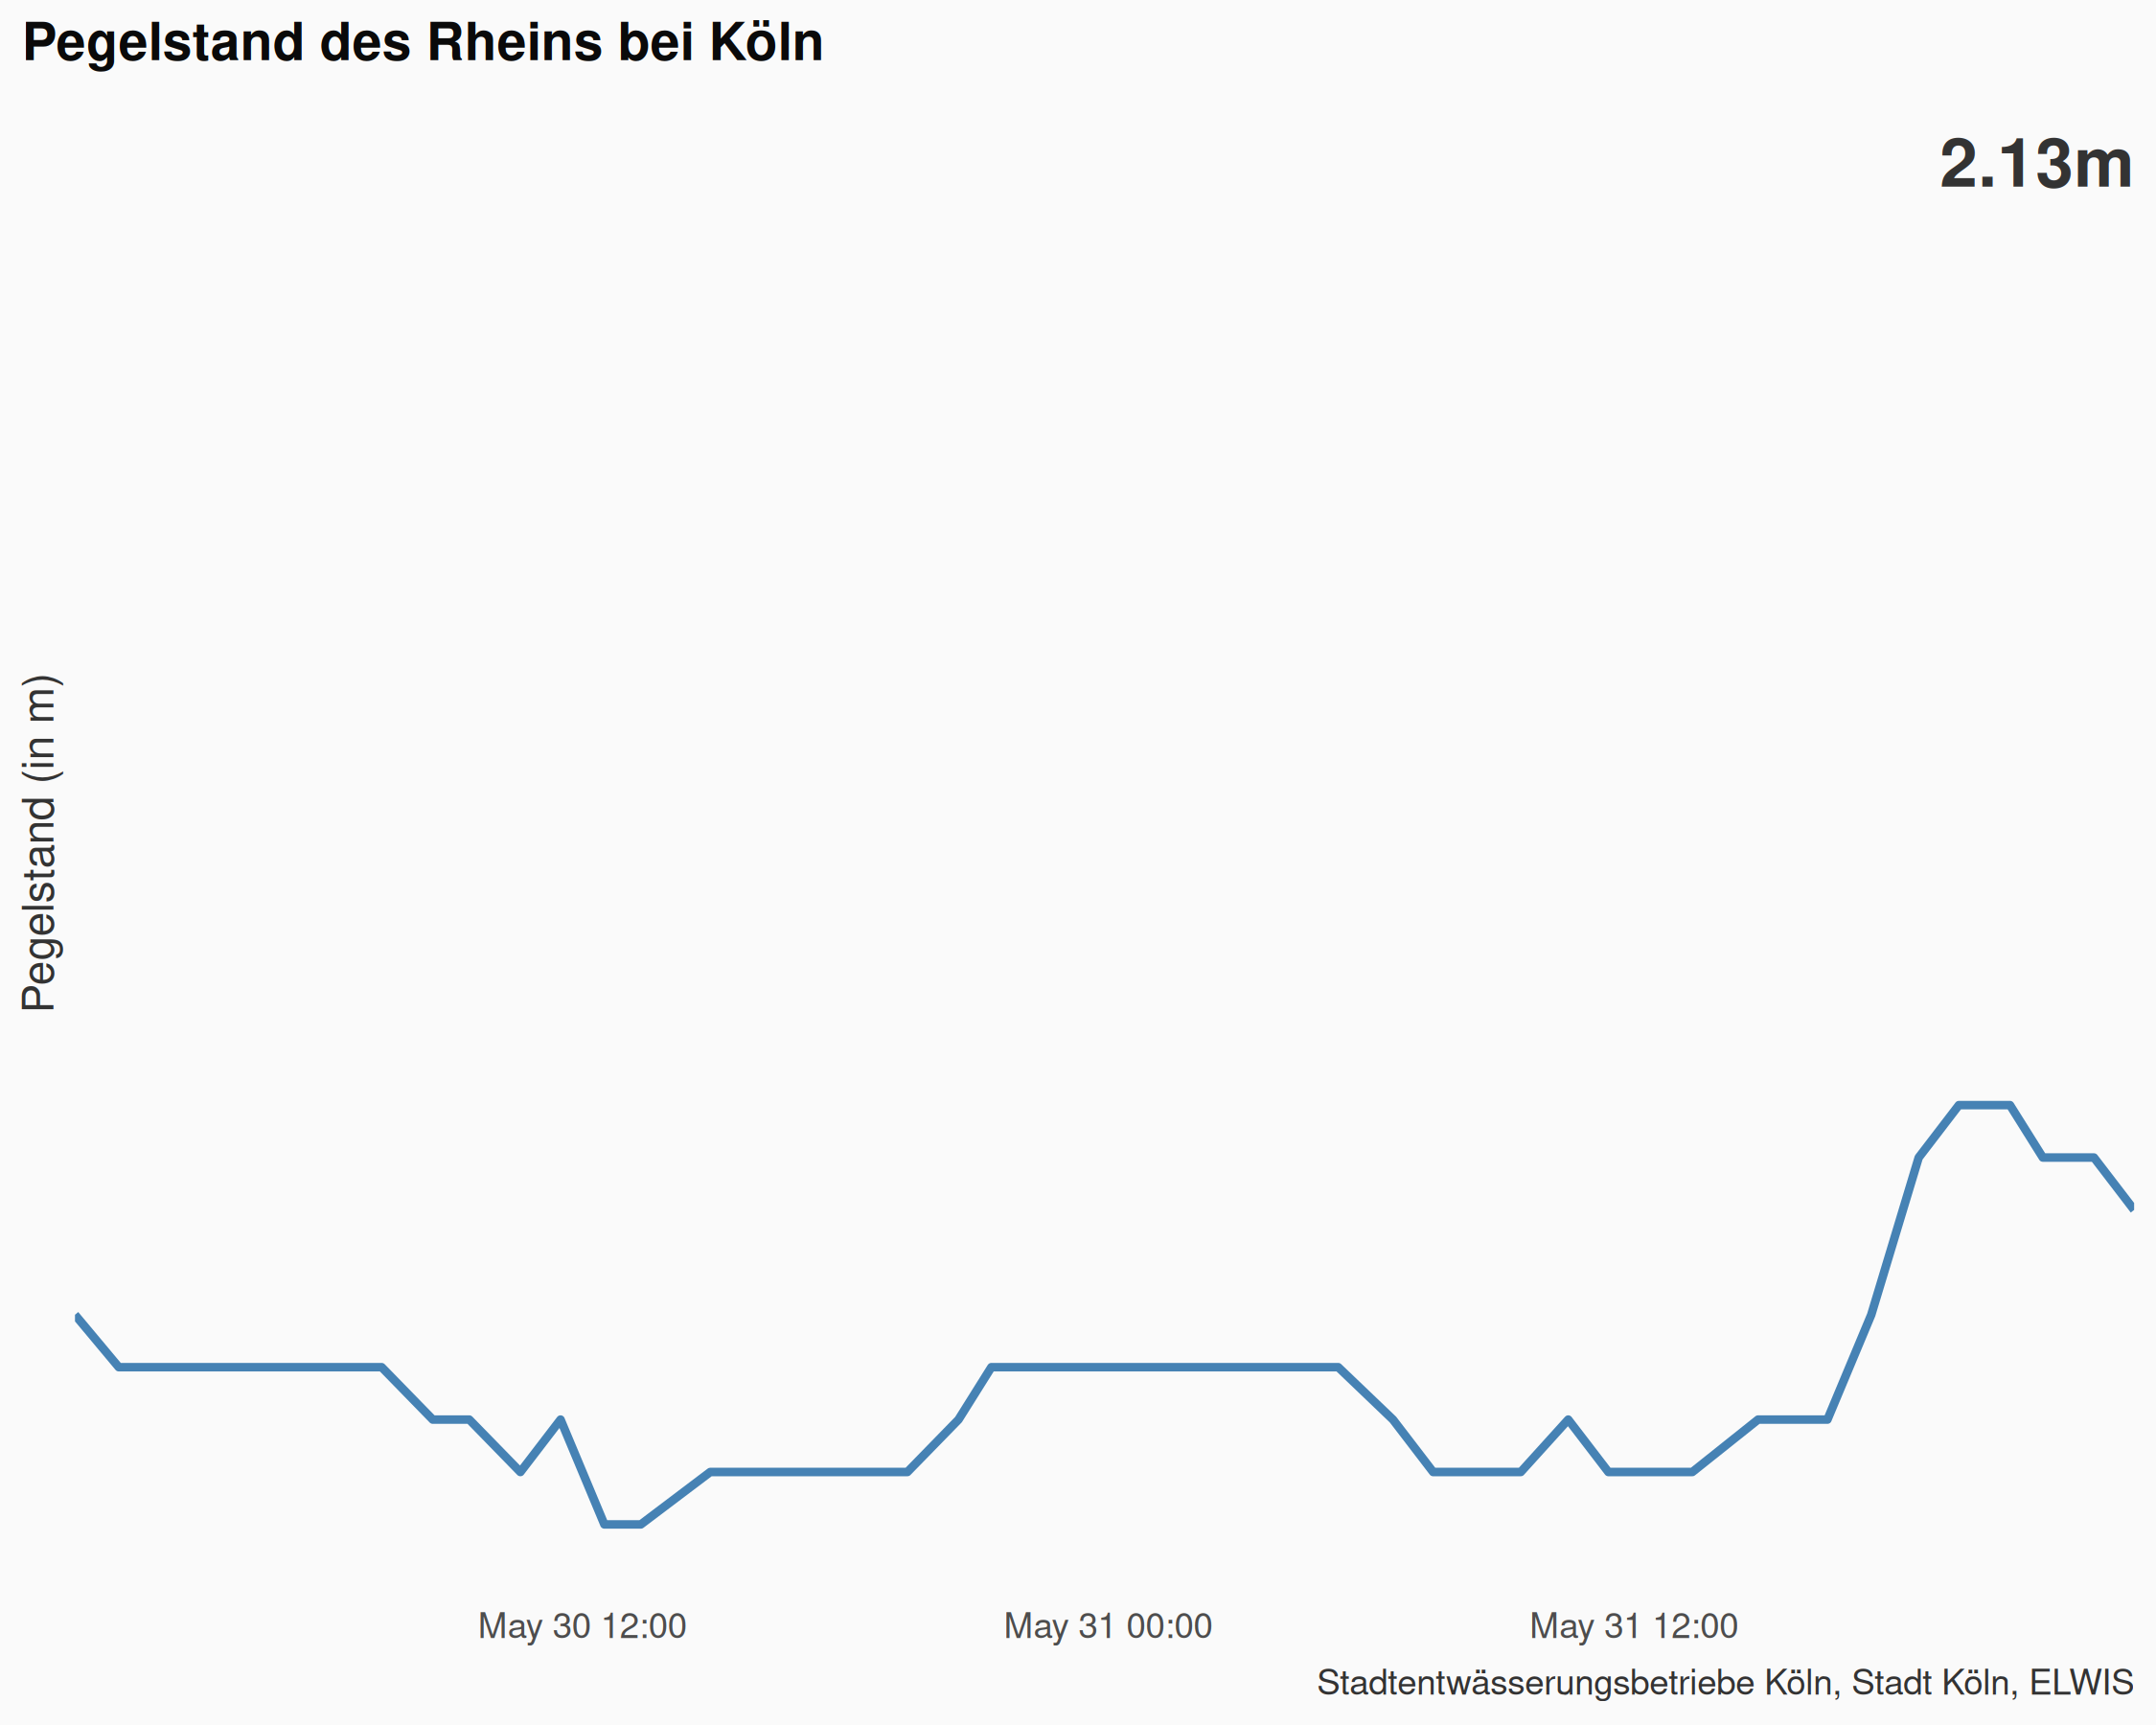 Pegelstand des Rheins bei Köln
2.13m
Pegelstand (in m)
May 30 12:00
May 31 00:00
May 31 12:00
Stadtentwässerungsbetriebe Köln, Stadt Köln, ELWIS